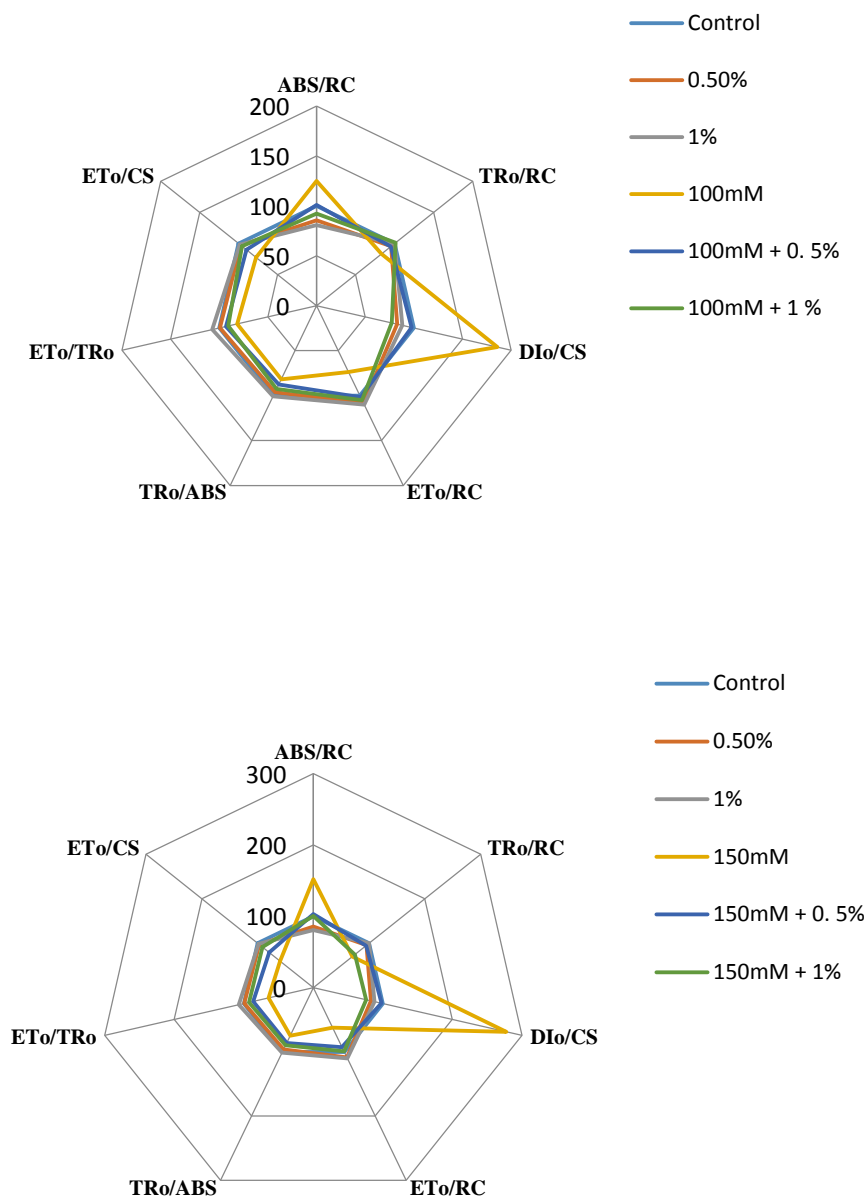 Control
0.50%
1%
100mM
100mM + 0. 5%
100mM + 1 %
ABS/RC
TRo/RC
DIo/CS
ETo/RC
TRo/ABS
ETo/TRo
ETo/CS
200
150
100
50
0
Control
0.50%
1%
150mM
150mM + 0. 5%
150mM + 1%
ABS/RC
TRo/RC
DIo/CS
ETo/RC
TRo/ABS
ETo/TRo
ETo/CS
300
200
100
0